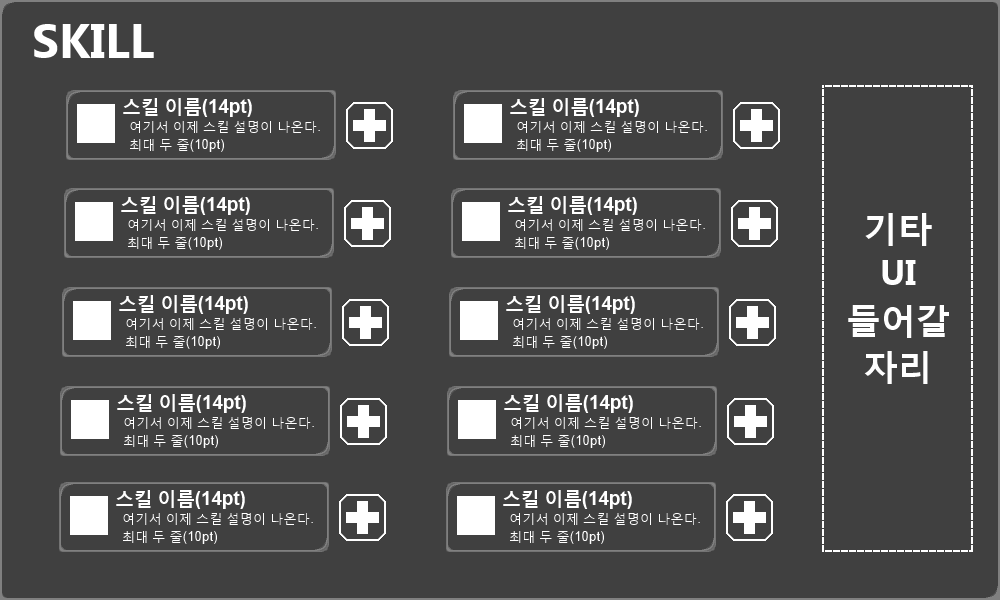 SKILL
스킬 이름(14pt)
여기서 이제 스킬 설명이 나온다.
최대 두 줄(10pt)
스킬 이름(14pt)
여기서 이제 스킬 설명이 나온다.
최대 두 줄(10pt)
스킬 이름(14pt)
여기서 이제 스킬 설명이 나온다.
최대 두 줄(10pt)
스킬 이름(14pt)
여기서 이제 스킬 설명이 나온다.
최대 두 줄(10pt)
스킬 이름(14pt)
여기서 이제 스킬 설명이 나온다.
최대 두 줄(10pt)
스킬 이름(14pt)
여기서 이제 스킬 설명이 나온다.
최대 두 줄(10pt)
스킬 이름(14pt)
여기서 이제 스킬 설명이 나온다.
최대 두 줄(10pt)
스킬 이름(14pt)
여기서 이제 스킬 설명이 나온다.
최대 두 줄(10pt)
스킬 이름(14pt)
여기서 이제 스킬 설명이 나온다.
최대 두 줄(10pt)
스킬 이름(14pt)
여기서 이제 스킬 설명이 나온다.
최대 두 줄(10pt)
기타
UI
들어갈
자리